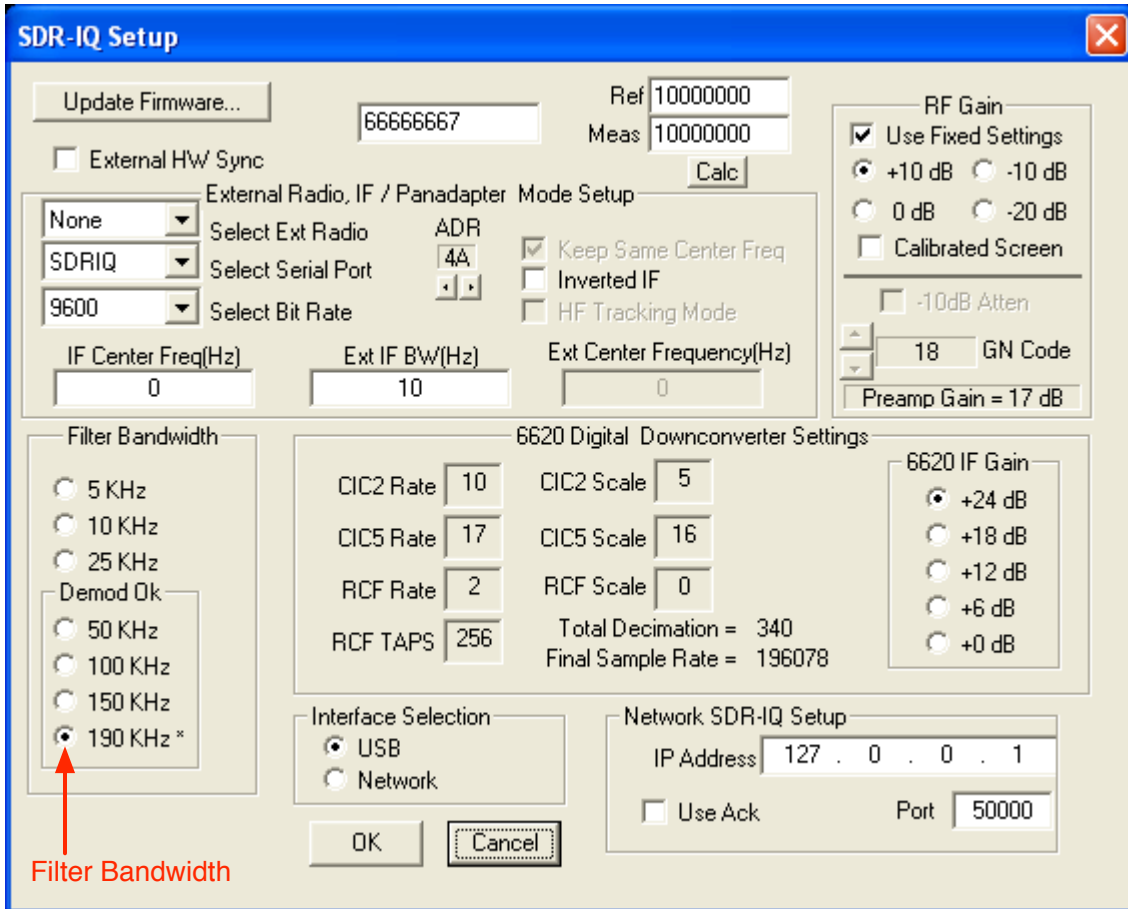 SDR-IQ Setup
Update Firmware...
66666667
Ref 10000000
Meas 10000000
Calc
External HW Sync
External Radio, IF / Panadapter Mode Setup
None
Select Ext Radio
SDRIQ
Select Serial Port
9600
Select Bit Rate
ADR
4A
Keep Same Center Freq
Inverted IF
HF Tracking Mode
IF Center Freq(Hz)
0
Ext IF BW(Hz)
10
Ext Center Frequency(Hz)
0
RF Gain
Use Fixed Settings
+10 dB -10 dB
0 dB -20 dB
Calibrated Screen
-10dB Atten
18 GN Code
Preamp Gain = 17 dB
Filter Bandwidth
5 KHz
10 KHz
25 KHz
Demod Ok
50 KHz
100 KHz
150 KHz
190 KHz *
Filter Bandwidth
6620 Digital Downconverter Settings
CIC2 Rate 10 CIC2 Scale 5
CIC5 Rate 17 CIC5 Scale 16
RCF Rate 2 RCF Scale 0
RCF TAPS 256
Total Decimation = 340
Final Sample Rate = 196078
6620 IF Gain
+24 dB
+18 dB
+12 dB
+6 dB
+0 dB
Interface Selection
USB
Network
Network SDR-IQ Setup
IP Address 127 . 0 . 0 . 1
Use Ack Port 50000
OK Cancel